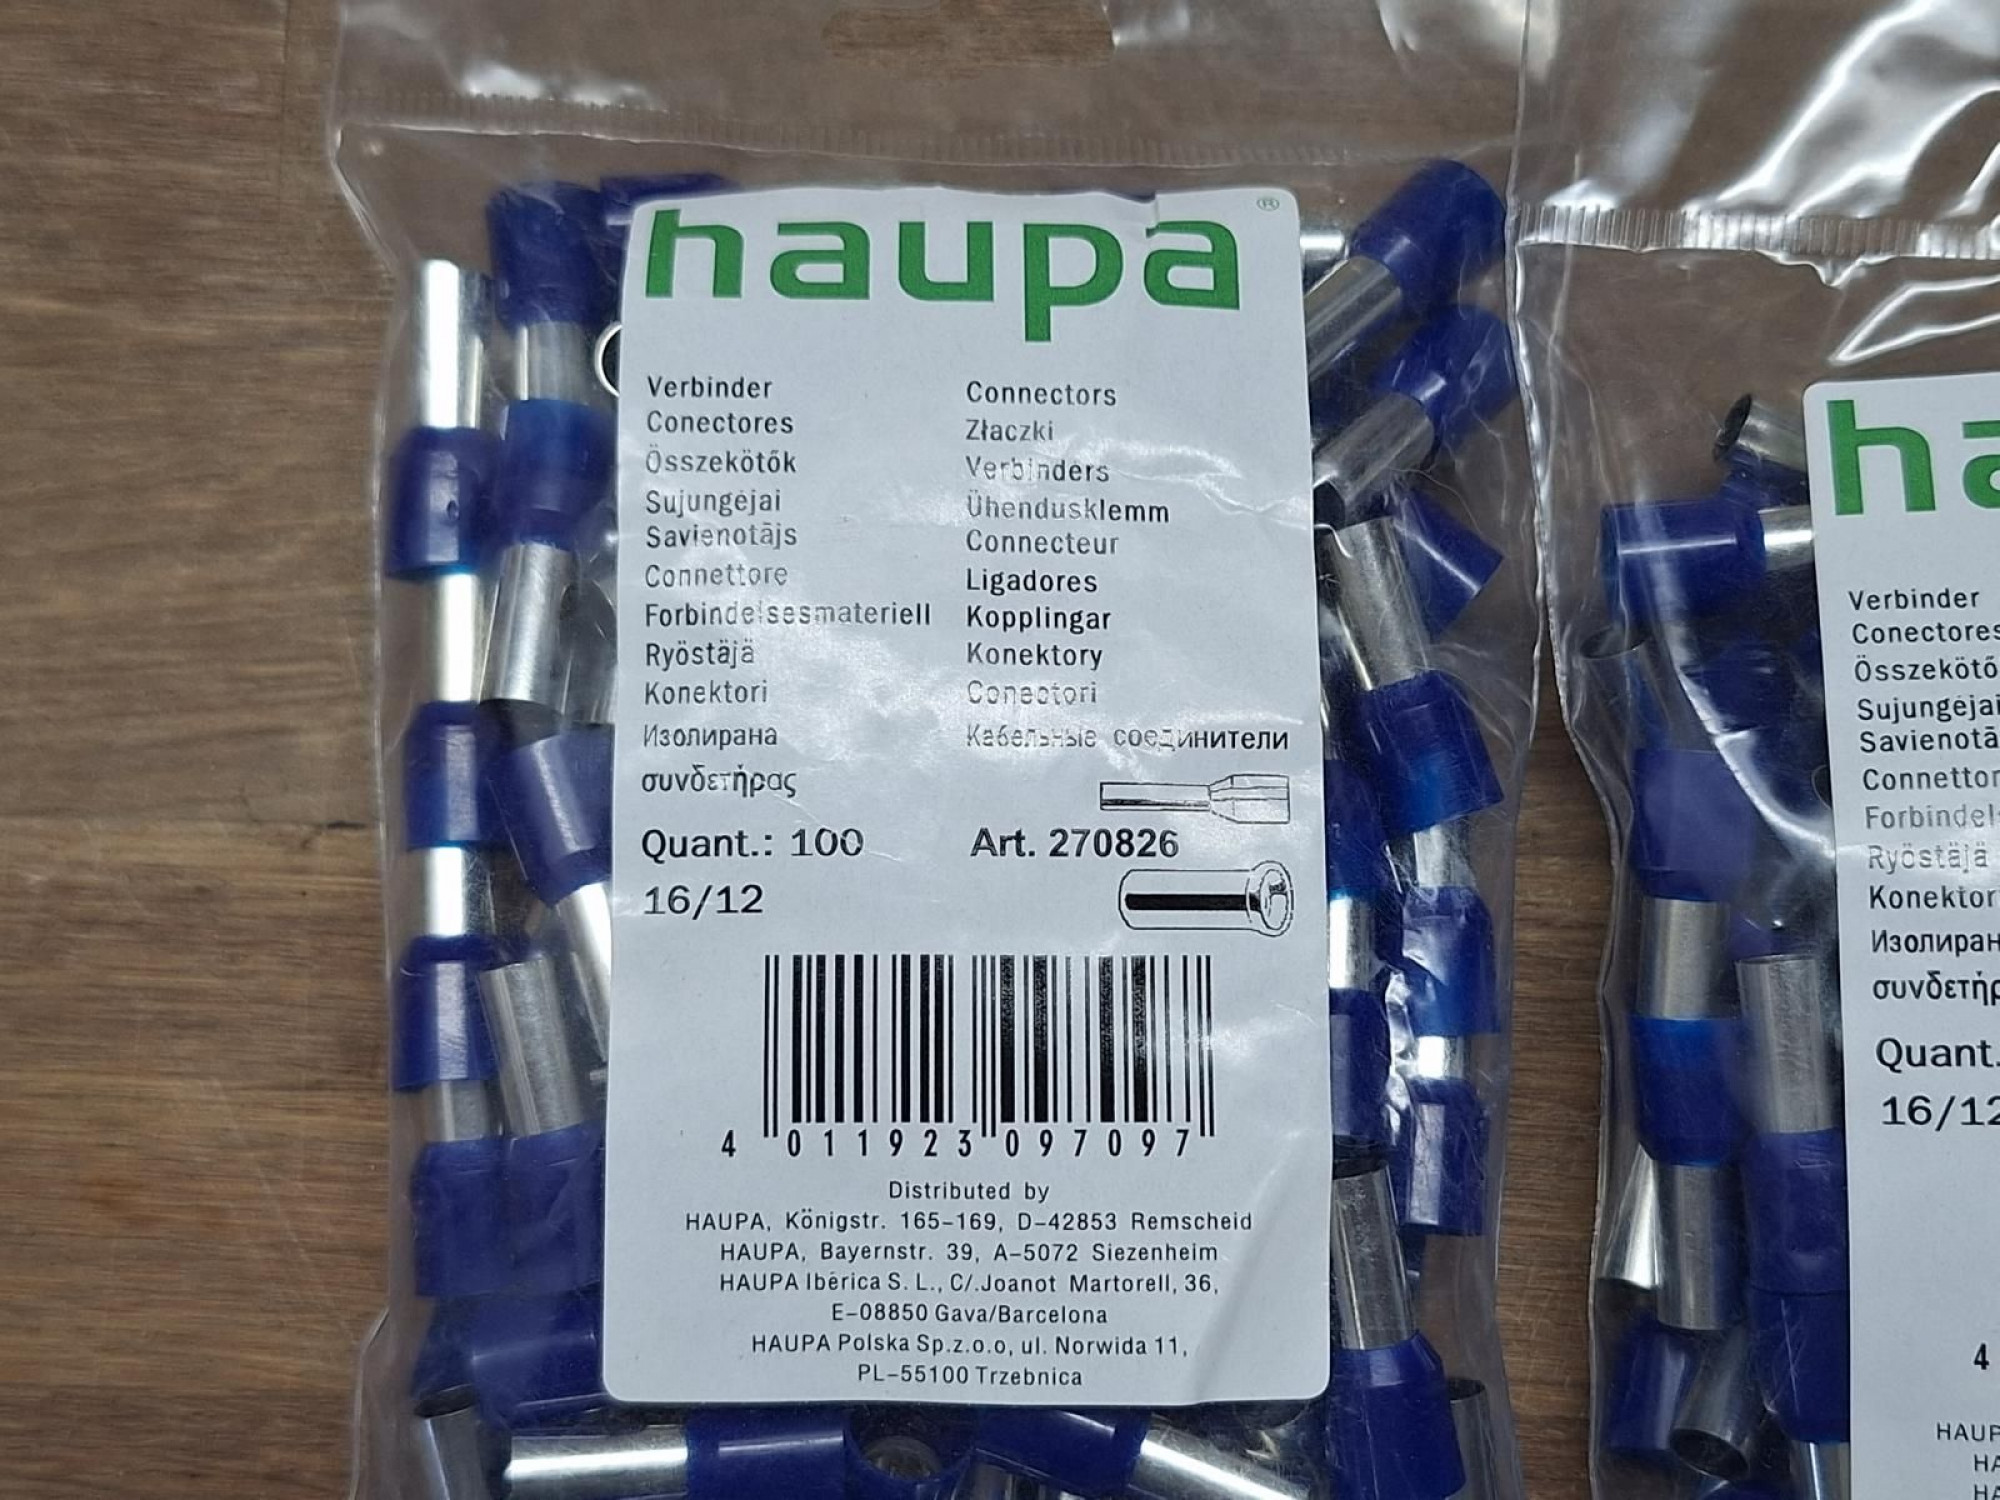 haupa®
Verbinder
Conectores
Összekötők
Sujungėjai
Savienotājs
Connettore
Forbindelsesmateriell
Ryöstäjä
Konektori
Изолирана
συνδετήρας
Connectors
Złaczki
Verbinders
Ühendusklemm
Connecteur
Ligadores
Kopplingar
Konektory
Conectori
Кабельные соединители
Quant.: 100
Art. 270826
16/12
4 011923 097097
Distributed by
HAUPA, Königstr. 165-169, D-42853 Remscheid
HAUPA, Bayernstr. 39, A-5072 Siezenheim
HAUPA Ibérica S. L., C/.Joanot Martorell, 36,
E-08850 Gava/Barcelona
HAUPA Polska Sp.z.o.o, ul. Norwida 11,
PL-55100 Trzebnica
ha
Verbinder
Conectores
Összekötő
Sujungėjai
Savienotā
Connettor
Forbindel
Ryöstäjä
Konektor
Изолиран
συνδετήρ
Quant.
16/12
4
HAUP
HA
HA